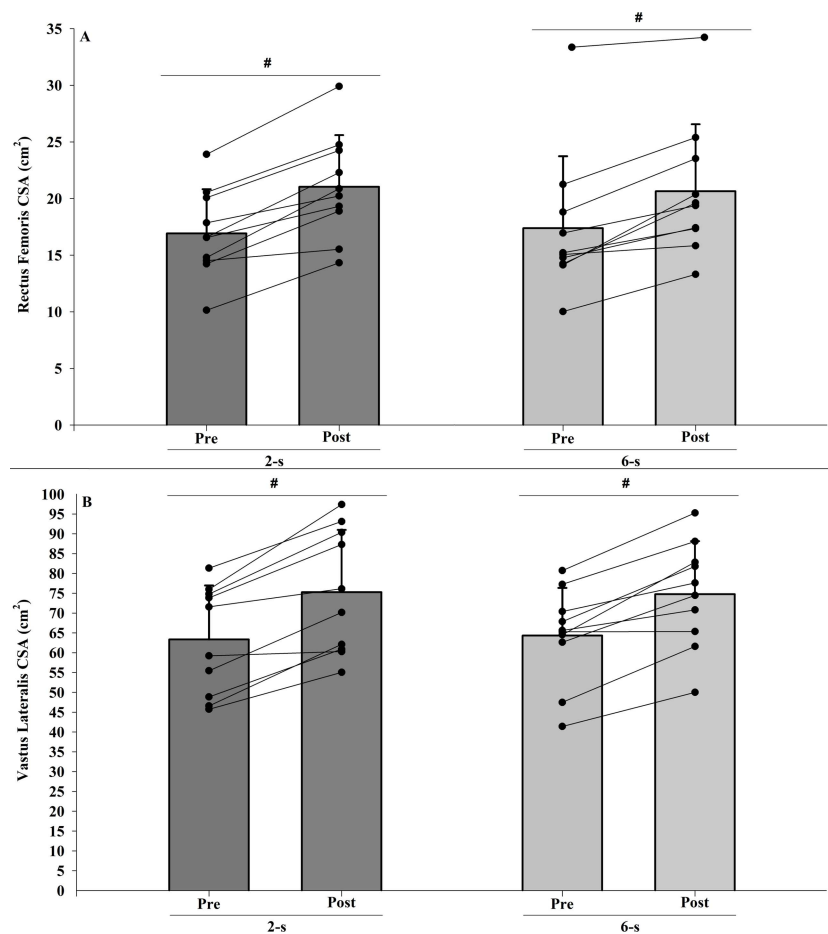 A
#
#
Rectus Femoris CSA (cm²)
35
30
25
20
15
10
5
0
Pre
Post
Pre
Post
2-s
6-s
B
#
#
Vastus Lateralis CSA (cm²)
100
95
90
85
80
75
70
65
60
55
50
45
40
35
30
25
20
15
10
5
0
Pre
Post
Pre
Post
2-s
6-s